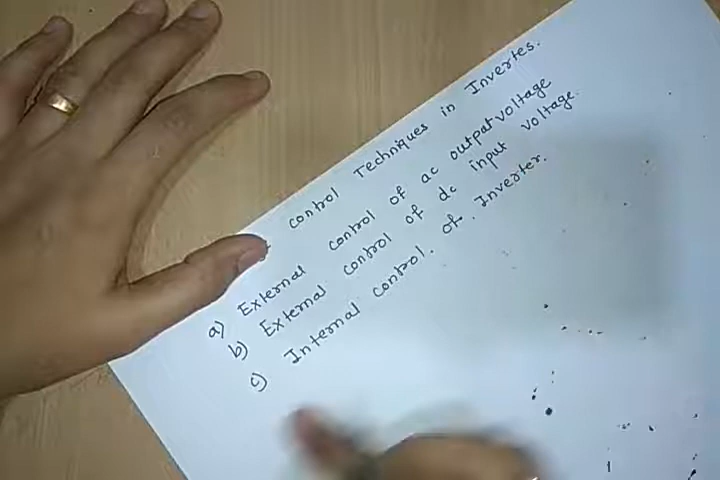 control Techniques in Invertes.
a) External control of ac output voltage
b) External control of dc input voltage.
c) Internal control. of. Inverter.